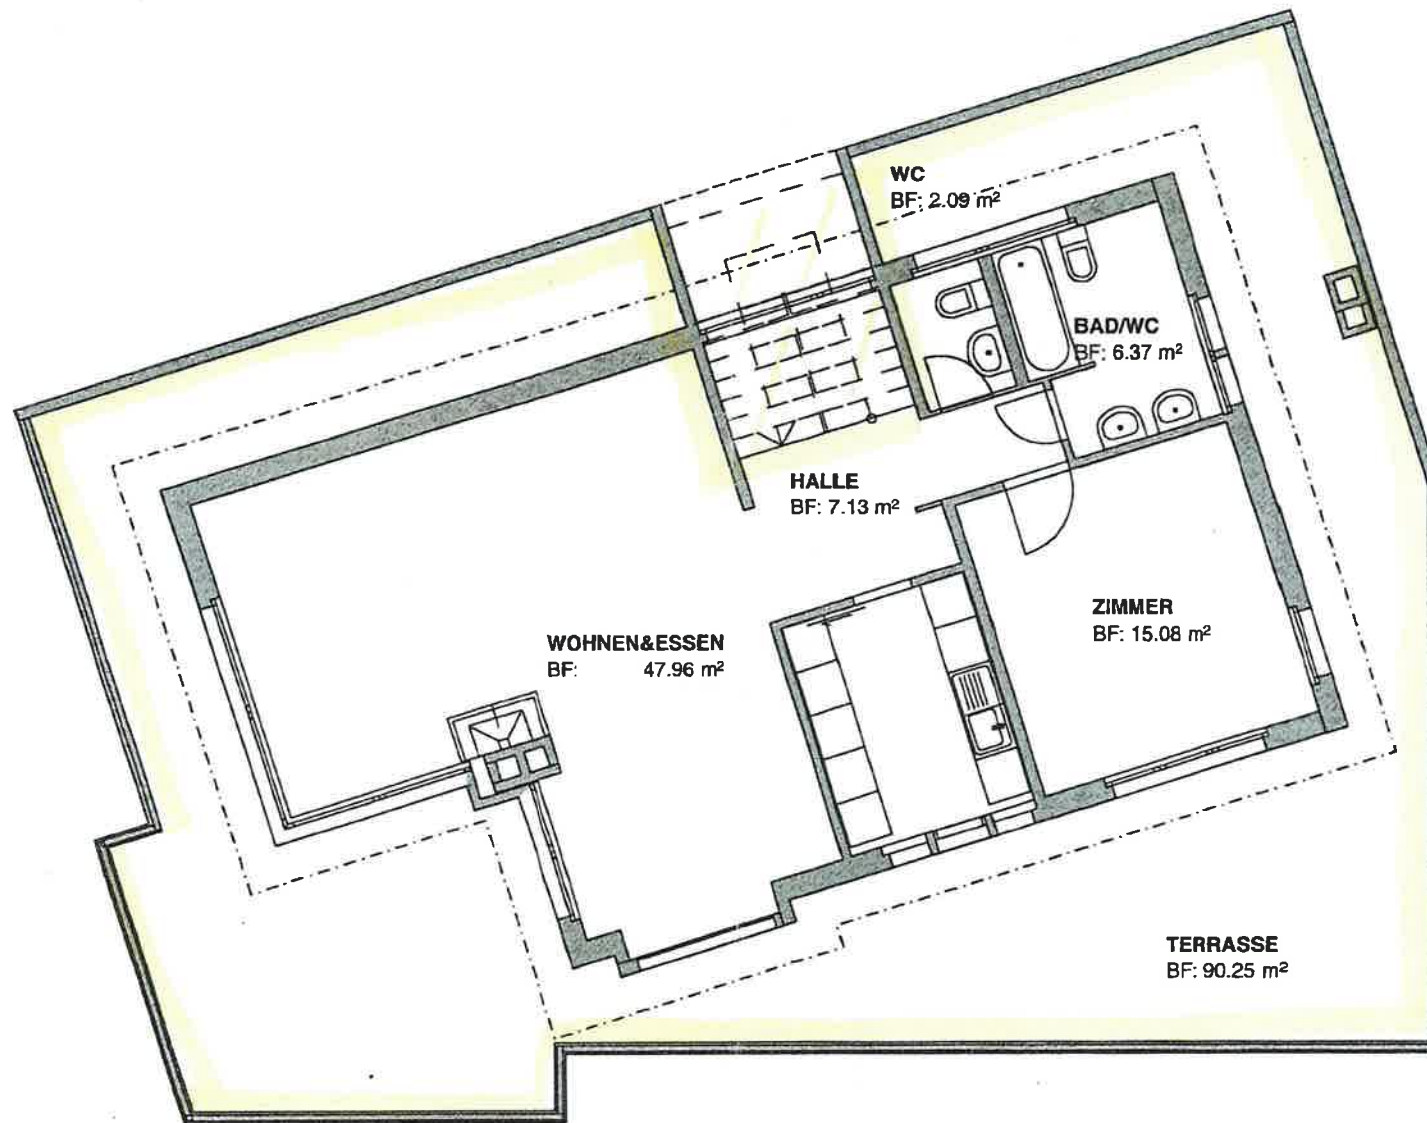 WC
BF: 2.09 m²
BAD/WC
BF: 6.37 m²
HALLE
BF: 7.13 m²
ZIMMER
BF: 15.08 m²
WOHNEN&ESSEN
BF: 47.96 m²
TERRASSE
BF: 90.25 m²